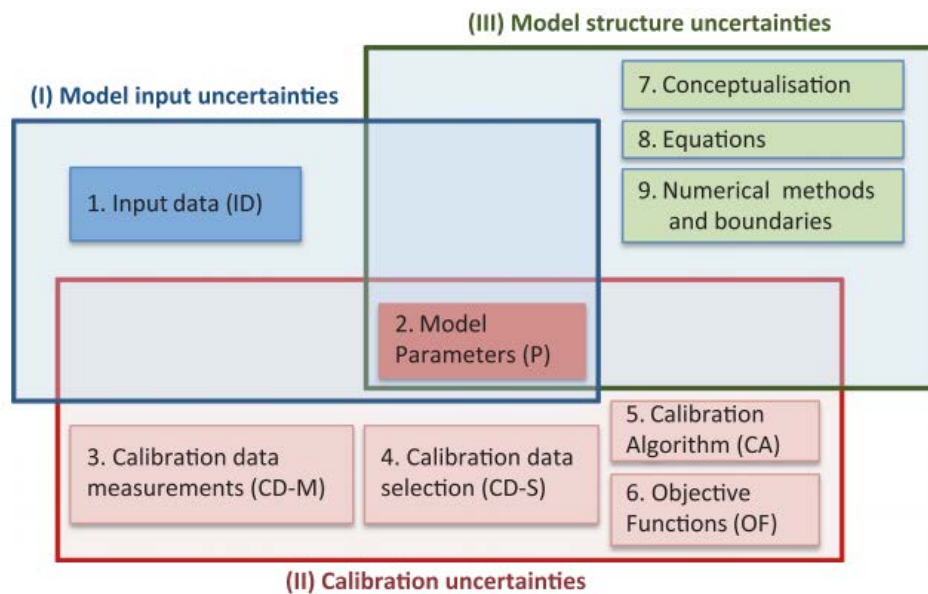 (III) Model structure uncertainties
(I) Model input uncertainties
7. Conceptualisation
8. Equations
1. Input data (ID)
9. Numerical methods
and boundaries
2. Model
Parameters (P)
3. Calibration data
measurements (CD-M)
4. Calibration data
selection (CD-S)
5. Calibration
Algorithm (CA)
6. Objective
Functions (OF)
(II) Calibration uncertainties